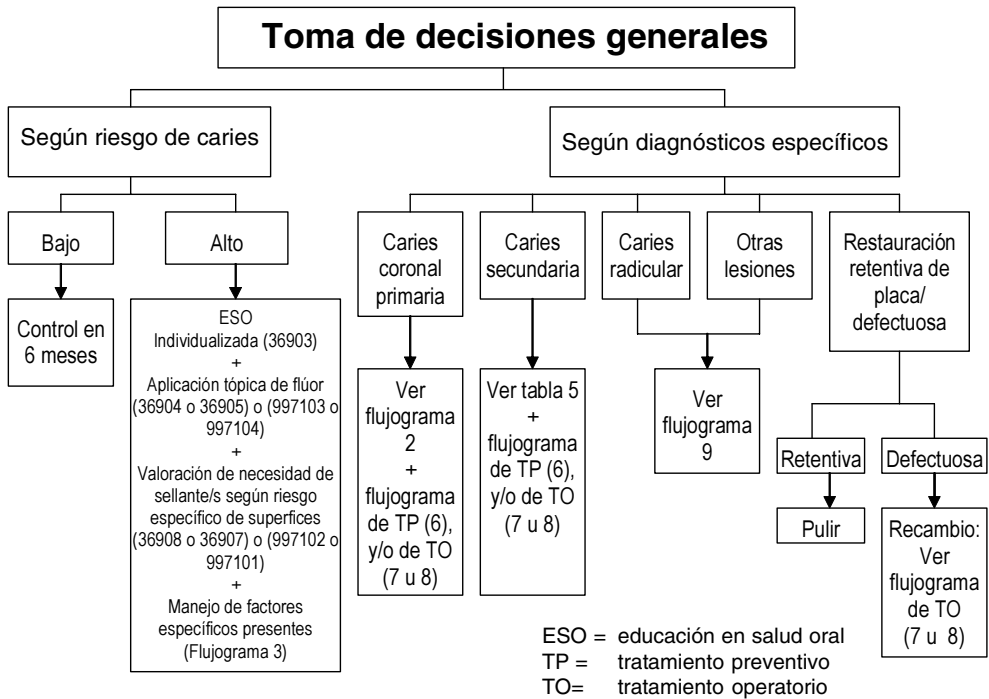 Toma de decisiones generales
Según riesgo de caries
Según diagnósticos específicos
Bajo
Alto
Caries
coronal
primaria
Caries
secundaria
Caries
radicular
Otras
lesiones
Restauración
retentiva de
placa/
defectuosa
Control en
6 meses
ESO
Individualizada (36903)
+
Aplicación tópica de flúor
(36904 o 36905) o (997103 o
997104)
+
Valoración de necesidad de
sellante/s según riesgo
específico de superfices
(36908 o 36907) o (997102 o
997101)
+
Manejo de factores
específicos presentes
(Flujograma 3)
Ver
flujograma
2
+
flujograma
de TP (6),
y/o de TO
(7 u 8)
Ver tabla 5
+
flujograma
de TP (6),
y/o de TO
(7 u 8)
Ver
flujograma
9
Retentiva
Defectuosa
Pulir
Recambio:
Ver
flujograma
de TO
(7 u 8)
ESO = educación en salud oral
TP = tratamiento preventivo
TO= tratamiento operatorio